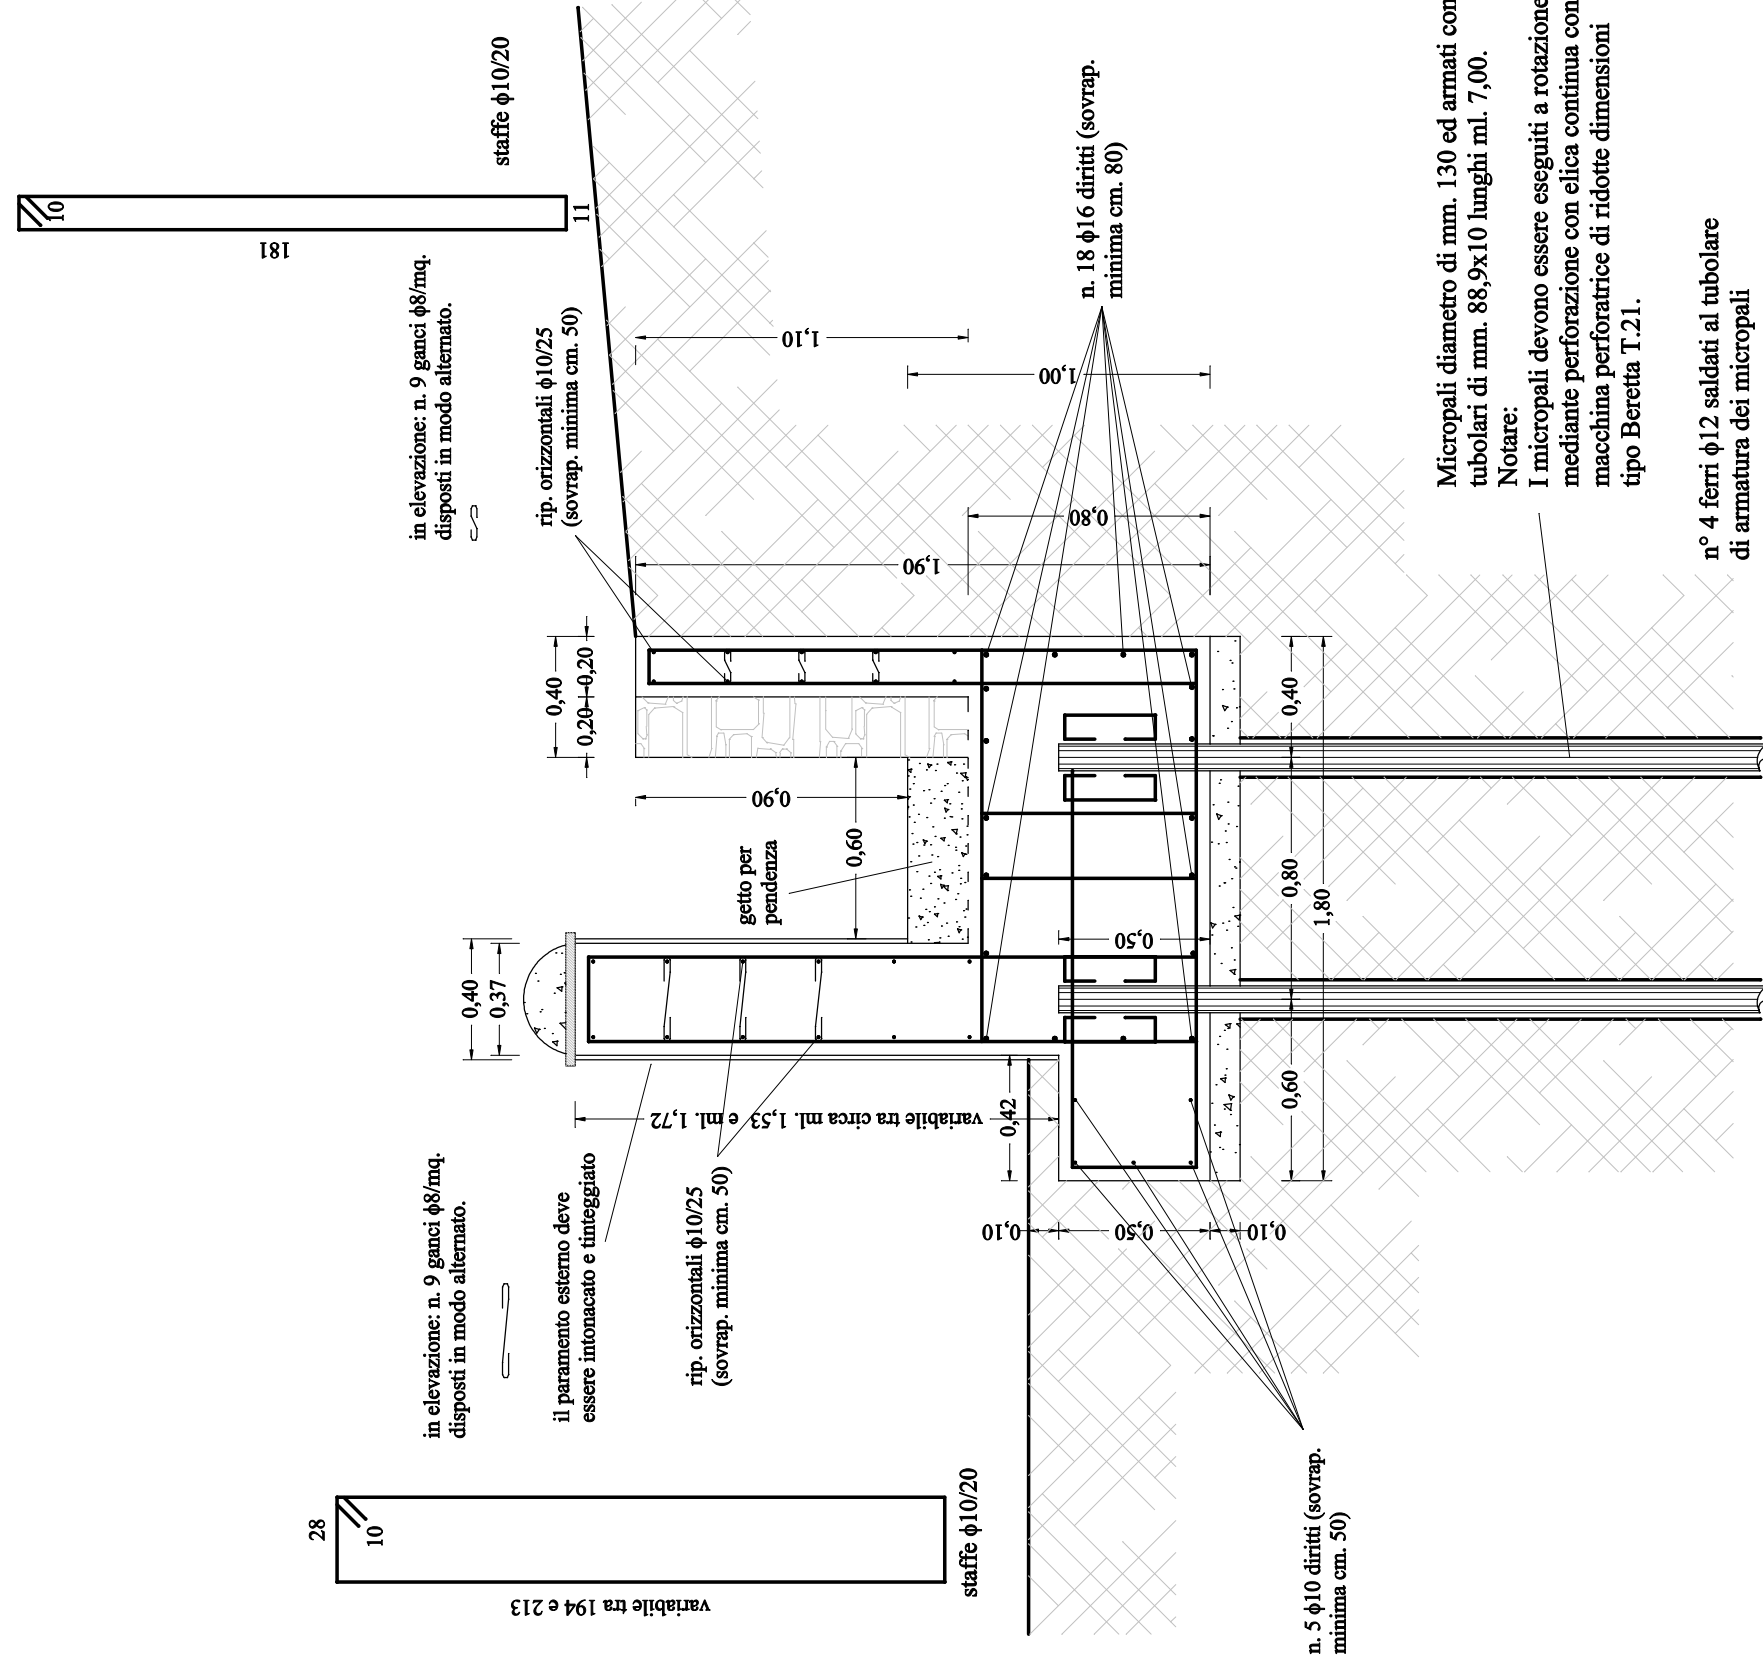 staffe ϕ10/20
10
11
181
in elevazione: n. 9 ganci ϕ8/mq.
disposti in modo alternato.
rip. orizzontali ϕ10/25
(sovrap. minima cm. 50)
1,10
1,00
n. 18 ϕ16 diritti (sovrap.
minima cm. 80)
0,80
1,90
0,40
0,20
0,20
0,90
0,60
getto per
pendenza
0,40
0,37
variabile tra circa ml. 1,53 e ml. 1,72
0,42
0,50
0,40
0,80
0,60
1,80
0,10
0,50
0,10
in elevazione: n. 9 ganci ϕ8/mq.
disposti in modo alternato.
il paramento esterno deve
essere intonacato e tinteggiato
rip. orizzontali ϕ10/25
(sovrap. minima cm. 50)
28
10
variabile tra 194 e 213
staffe ϕ10/20
n. 5 ϕ10 diritti (sovrap.
minima cm. 50)
Micropali diametro di mm. 130 ed armati con
tubolari di mm. 88,9x10 lunghi ml. 7,00.
Notare:
I micropali devono essere eseguiti a rotazione
mediante perforazione con elica continua con
macchina perforatrice di ridotte dimensioni
tipo Beretta T.21.
n° 4 ferri ϕ12 saldati al tubolare
di armatura dei micropali